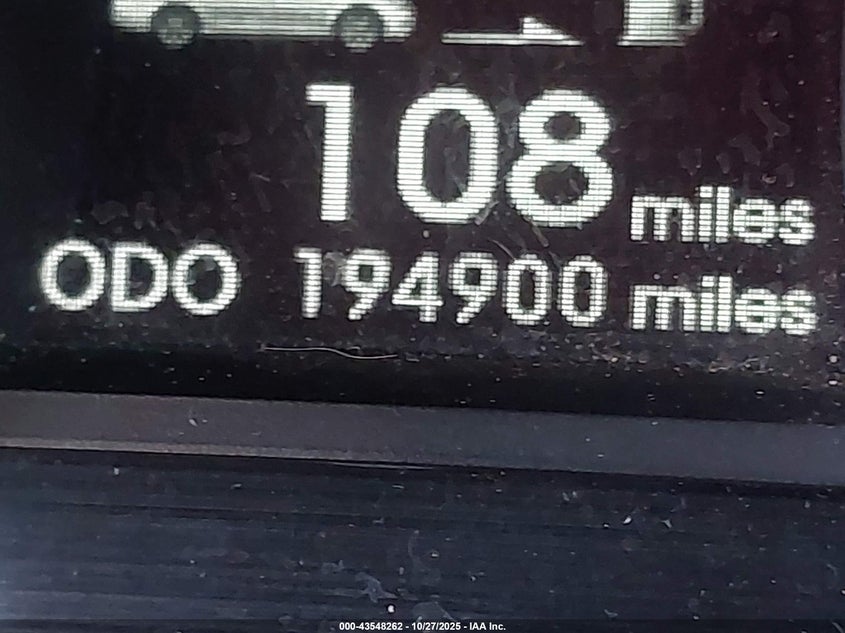 108 miles
ODO 194900 miles
000-43548262 - 10/27/2025 - IAA Inc.